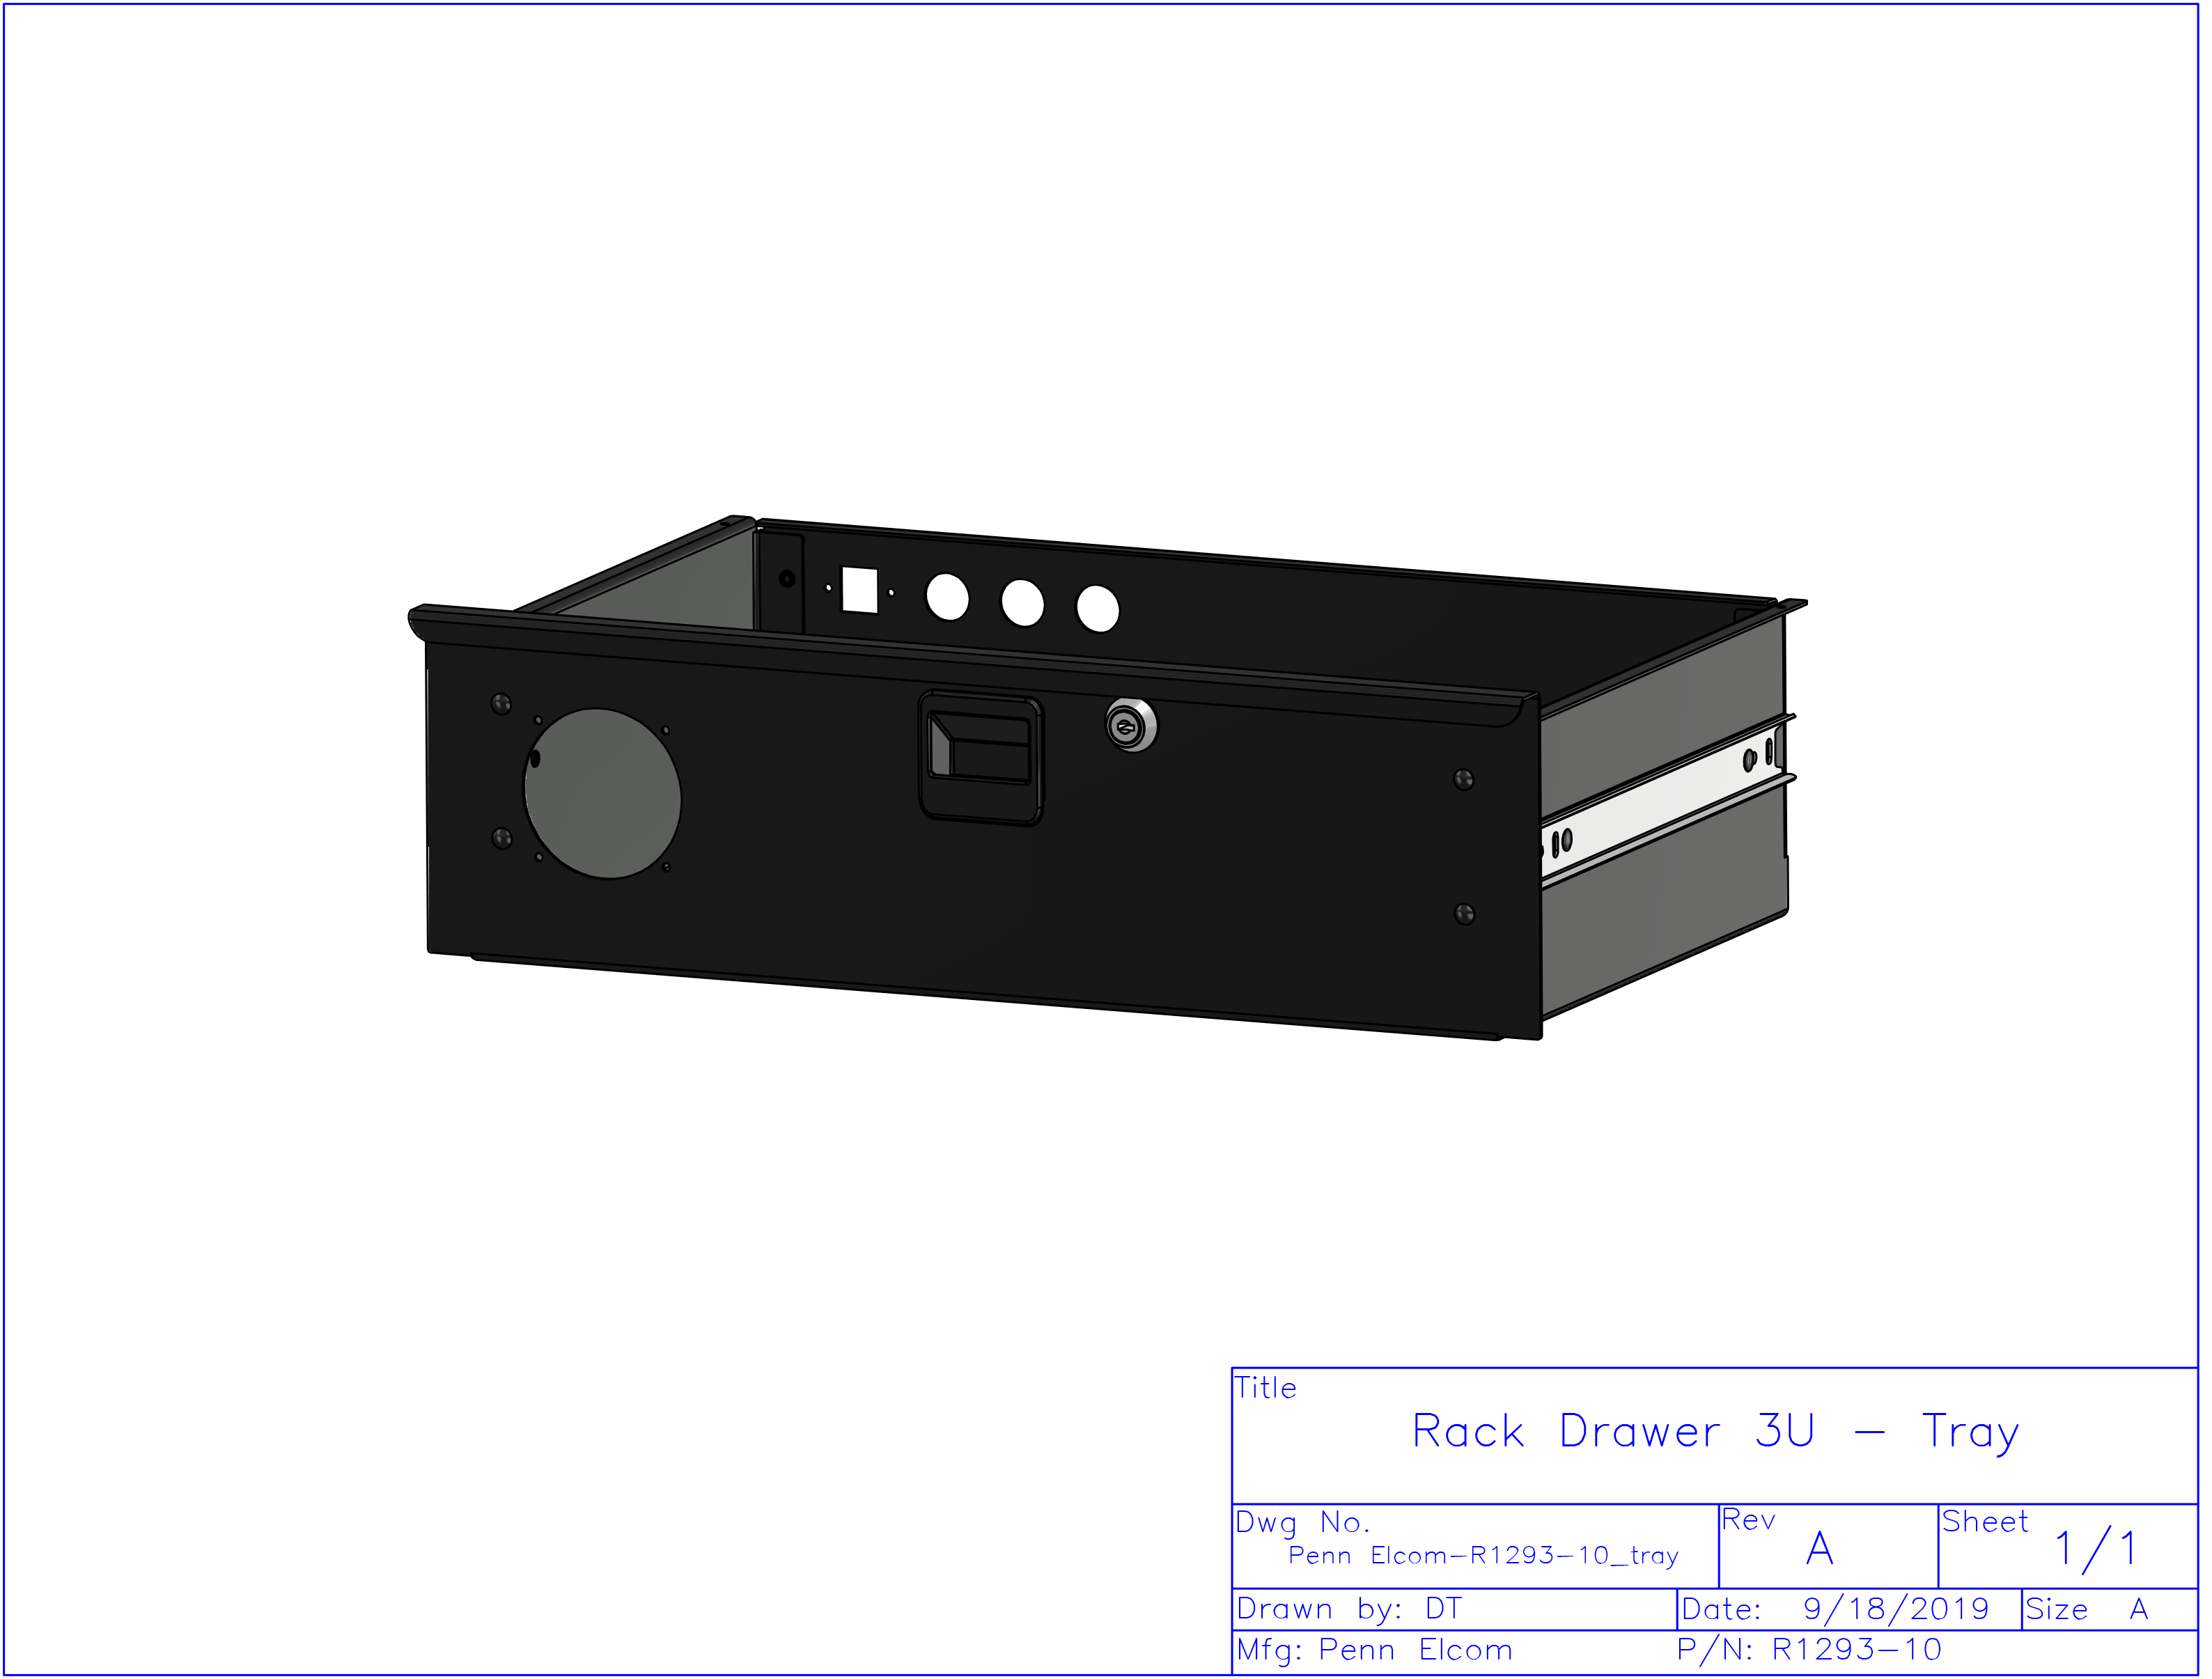 Title
Rack Drawer 3U - Tray
Dwg No.
Penn Elcom-R1293-10_tray
Rev
A
Sheet
1/1
Drawn by: DT
Date: 9/18/2019
Size A
Mfg: Penn Elcom
P/N: R1293-10